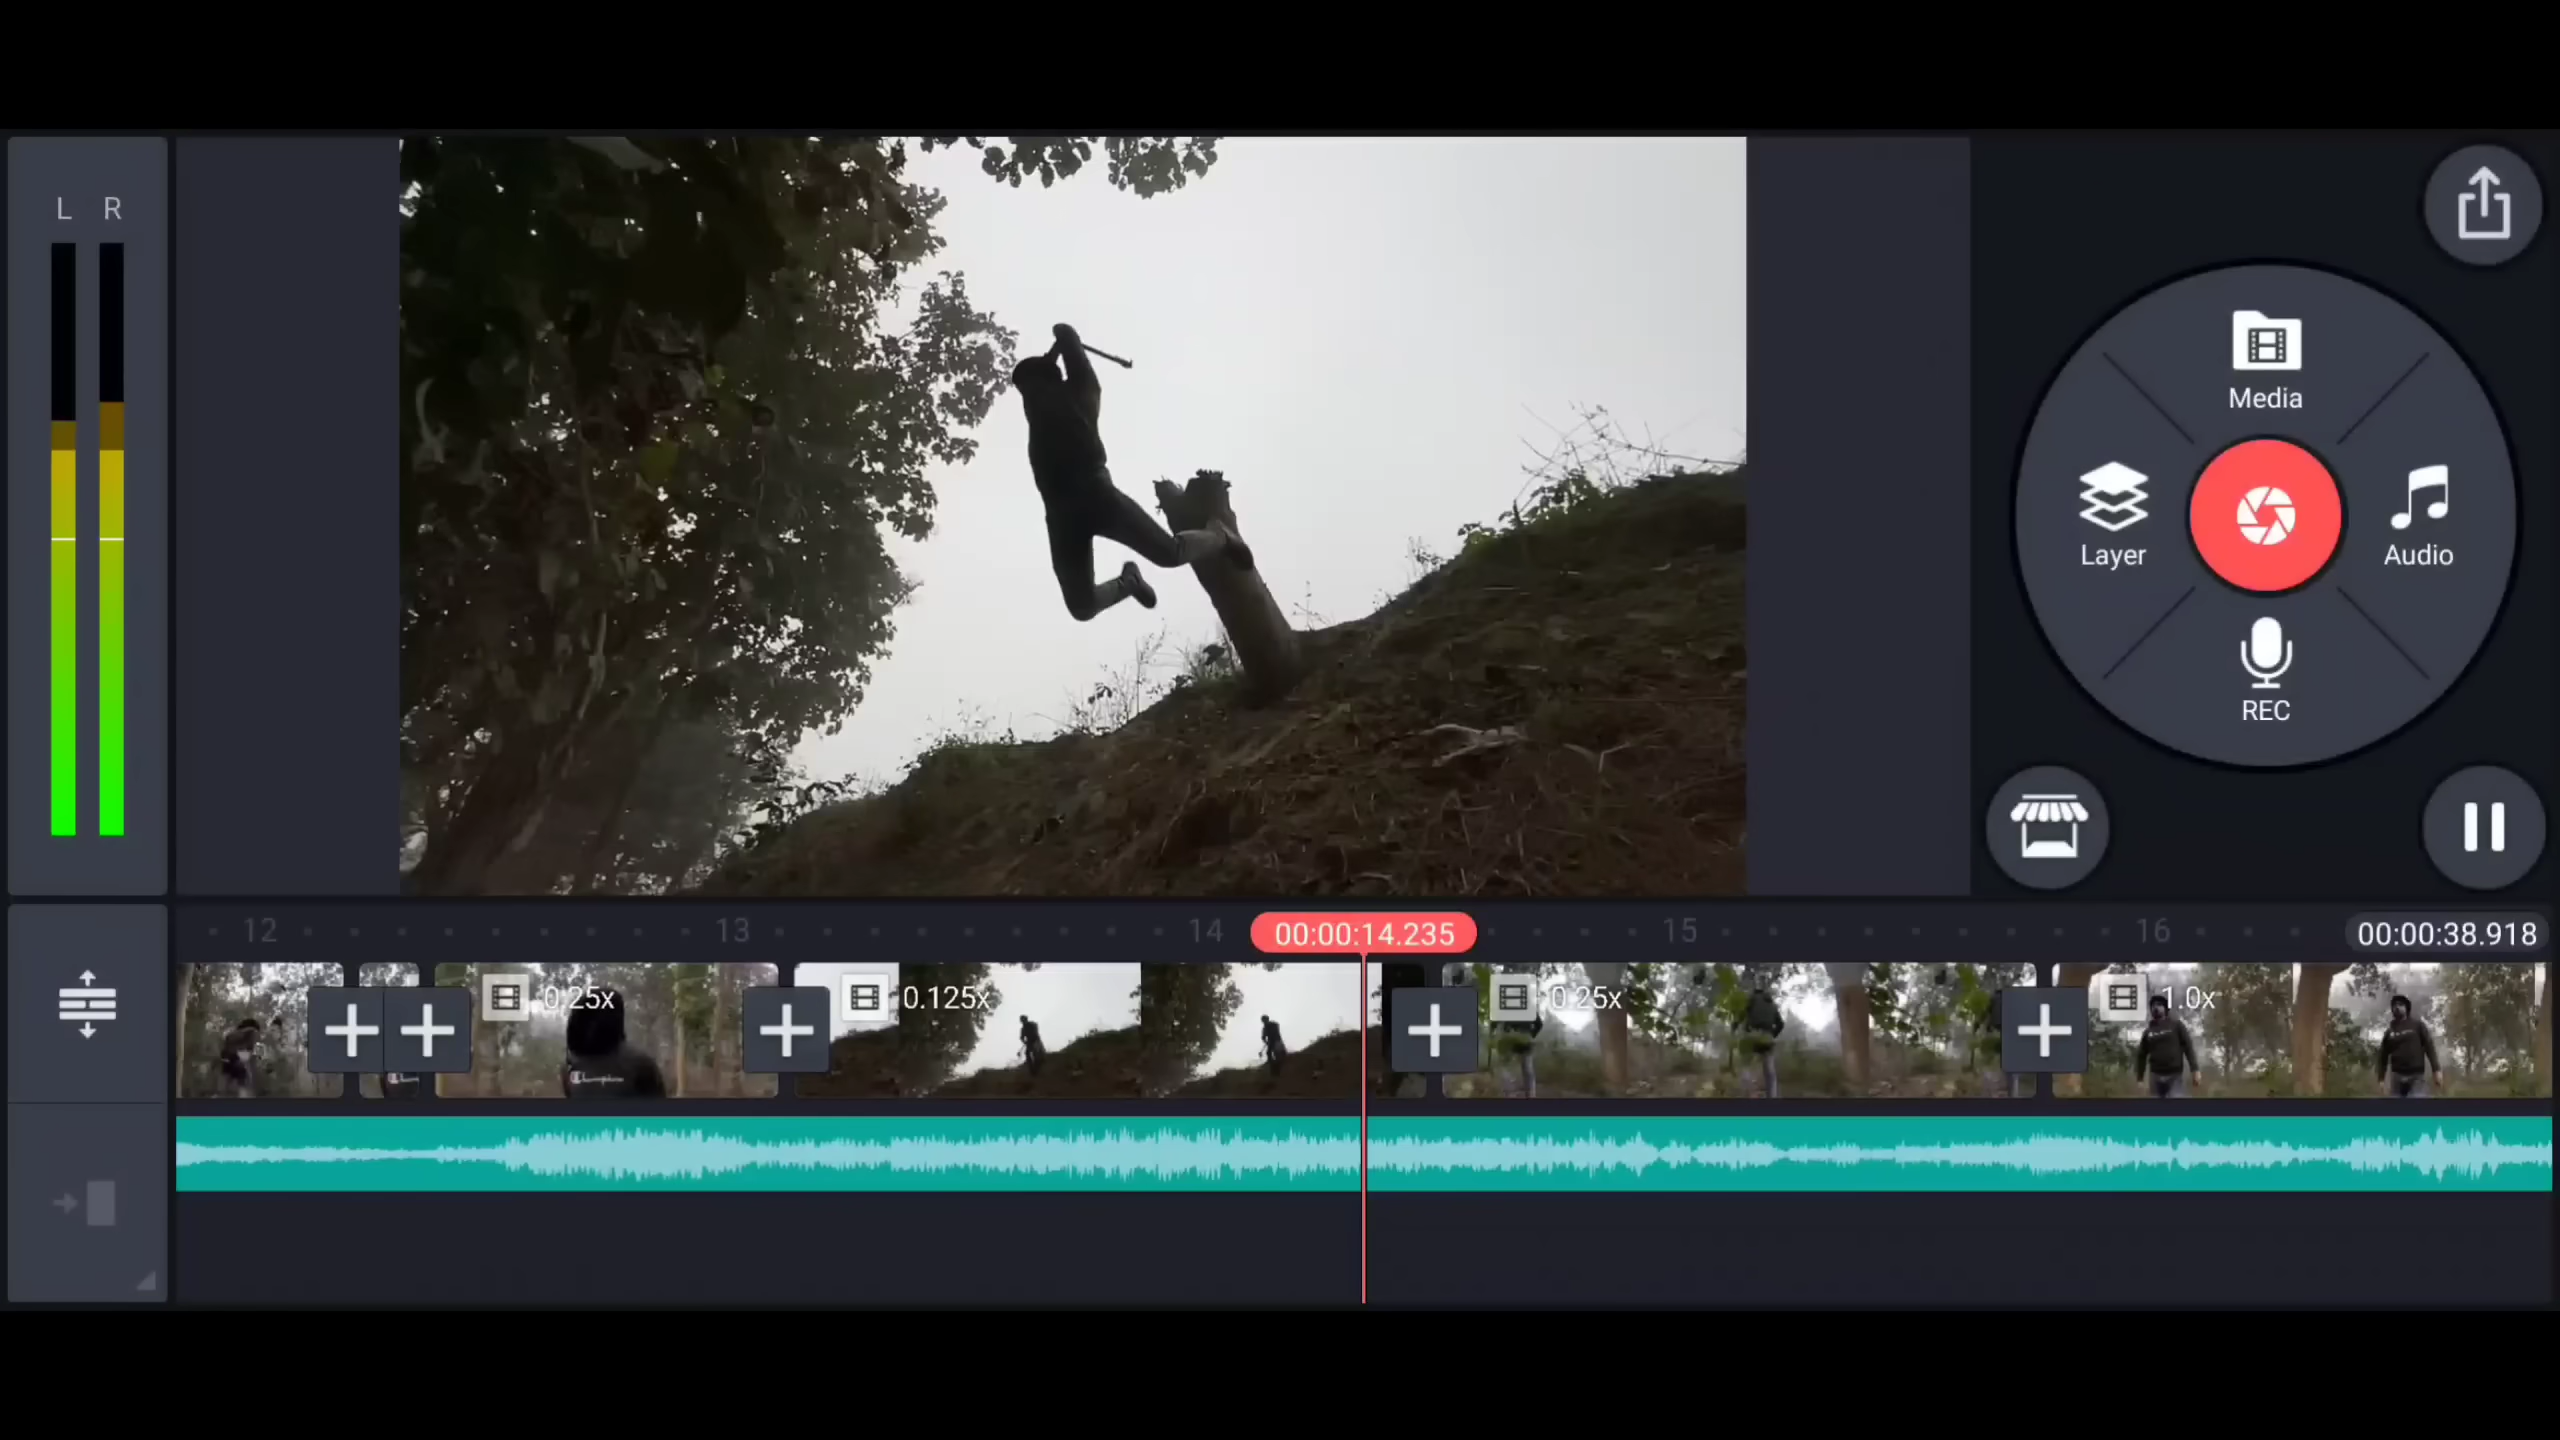 L R
Media
Layer
Audio
REC
12 13 14 00:00:14.235 15 16 00:00:38.918
0.25x 0.125x 0.25x 1.0x
Champion